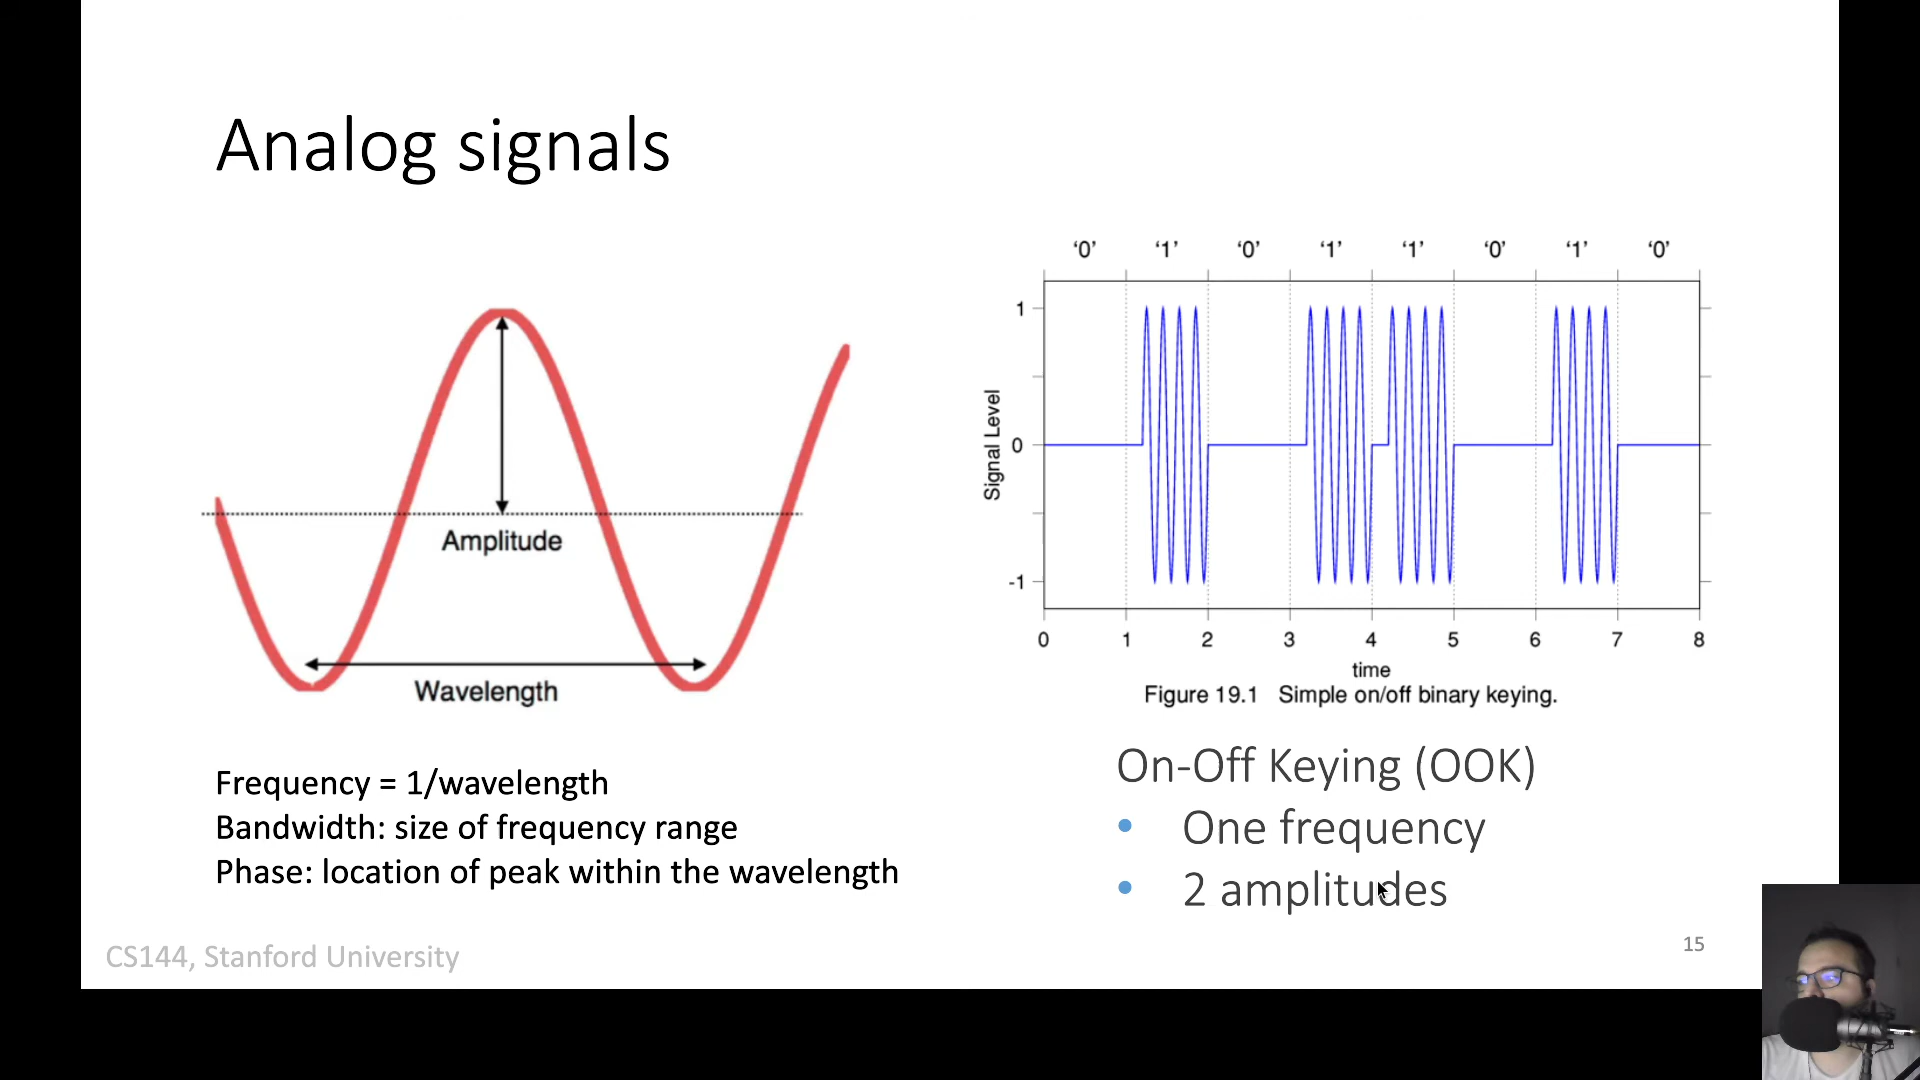 Analog signals
Amplitude
Wavelength
Frequency = 1/wavelength
Bandwidth: size of frequency range
Phase: location of peak within the wavelength
‘0’ ‘1’ ‘0’ ‘1’ ‘1’ ‘0’ ‘1’ ‘0’
1
0
-1
Signal Level
0 1 2 3 4 5 6 7 8
time
Figure 19.1 Simple on/off binary keying.
On-Off Keying (OOK)
• One frequency
• 2 amplitudes
CS144, Stanford University
15